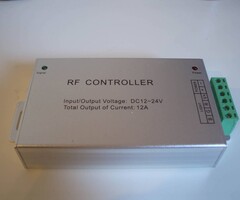 RF CONTROLLER
Input/Output Voltage: DC12~24V
Total Output of Current: 12A